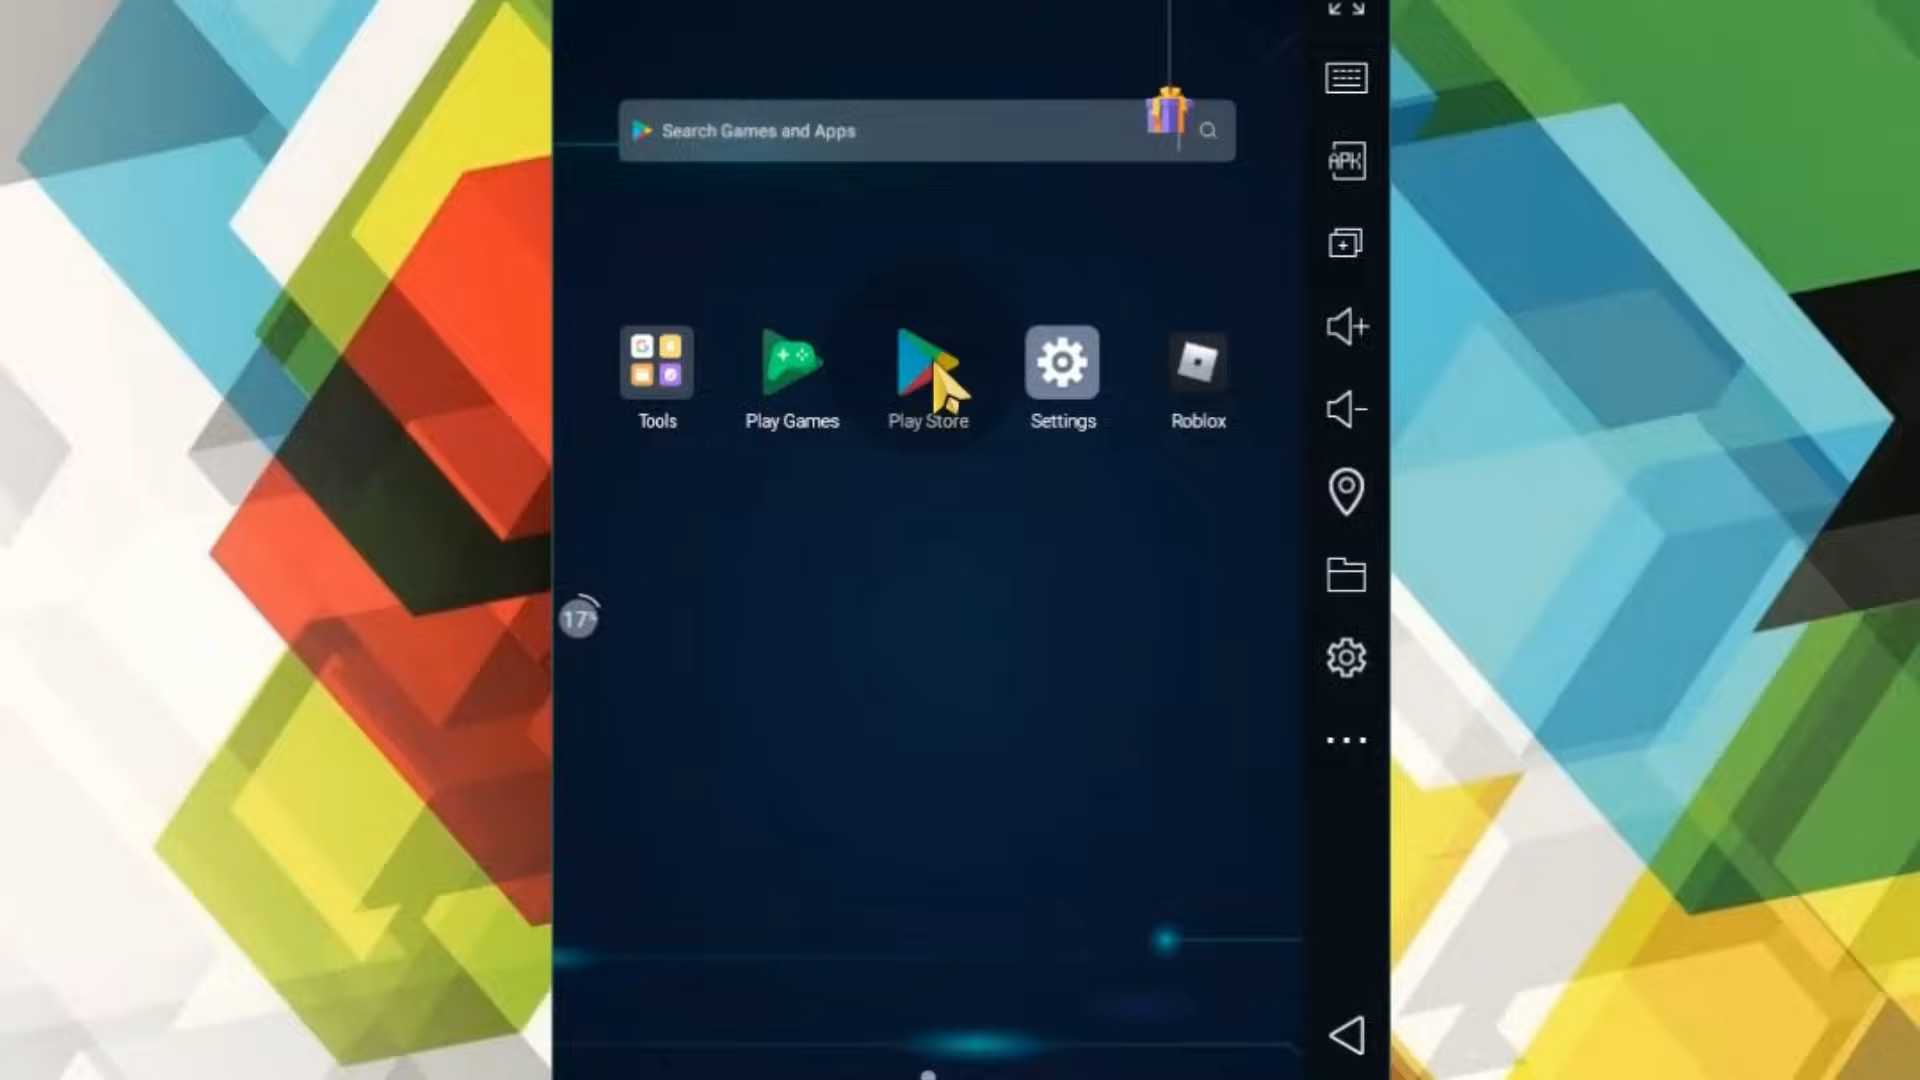 Search Games and Apps
APK
Tools
Play Games
Play Store
Settings
Roblox
17%